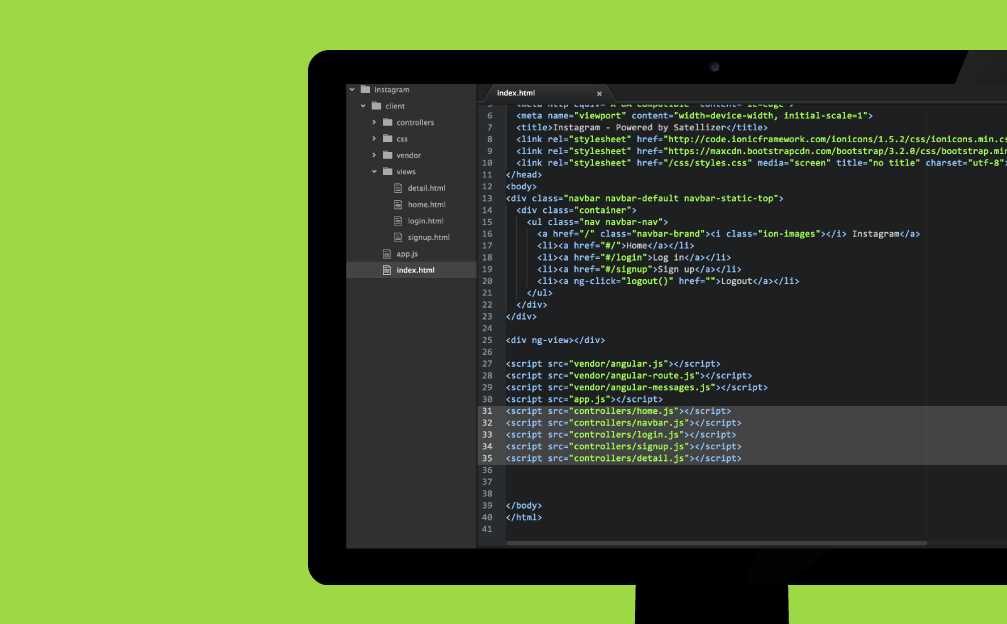 instagram
client
controllers
css
vendor
views
detail.html
home.html
login.html
signup.html
app.js
index.html
index.html ×
6 <meta name="viewport" content="width=device-width, initial-scale=1">
7 <title>Instagram - Powered by Satellizer</title>
8 <link rel="stylesheet" href="http://code.ionicframework.com/ionicons/1.5.2/css/ionicons.min.cs
9 <link rel="stylesheet" href="https://maxcdn.bootstrapcdn.com/bootstrap/3.2.0/css/bootstrap.min
10 <link rel="stylesheet" href="/css/styles.css" media="screen" title="no title" charset="utf-8">
11 </head>
12 <body>
13 <div class="navbar navbar-default navbar-static-top">
14 <div class="container">
15 <ul class="nav navbar-nav">
16 <a href="/" class="navbar-brand"><i class="ion-images"></i> Instagram</a>
17 <li><a href="#/">Home</a></li>
18 <li><a href="#/login">Log in</a></li>
19 <li><a href="#/signup">Sign up</a></li>
20 <li><a ng-click="logout()" href="">Logout</a></li>
21 </ul>
22 </div>
23 </div>
24
25 <div ng-view></div>
26
27 <script src="vendor/angular.js"></script>
28 <script src="vendor/angular-route.js"></script>
29 <script src="vendor/angular-messages.js"></script>
30 <script src="app.js"></script>
31 <script src="controllers/home.js"></script>
32 <script src="controllers/navbar.js"></script>
33 <script src="controllers/login.js"></script>
34 <script src="controllers/signup.js"></script>
35 <script src="controllers/detail.js"></script>
36
37
38
39 </body>
40 </html>
41